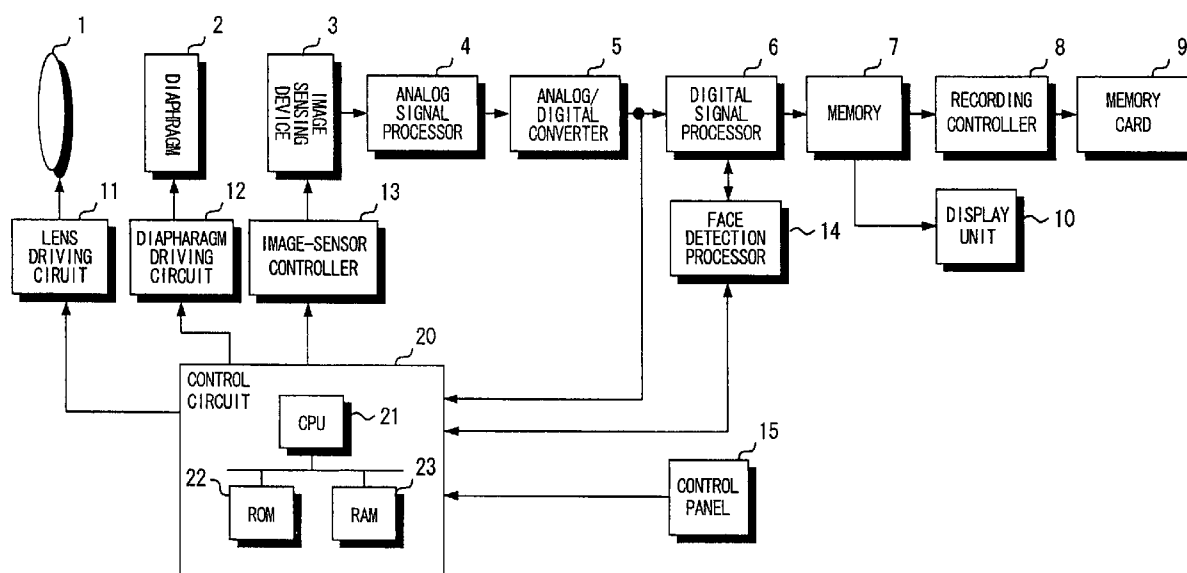 1
2
3
4
5
6
7
8
9
DIAPHRAGM
IMAGE
SENSING
DEVICE
ANALOG
SIGNAL
PROCESSOR
ANALOG/
DIGITAL
CONVERTER
DIGITAL
SIGNAL
PROCESSOR
MEMORY
RECORDING
CONTROLLER
MEMORY
CARD
11
12
13
LENS
DRIVING
CIRUIT
DIAPHARAGM
DRIVING
CIRCUIT
IMAGE-SENSOR
CONTROLLER
FACE
DETECTION
PROCESSOR
14
DISPLAY
UNIT
10
20
CONTROL
CIRCUIT
CPU
21
22
ROM
23
RAM
15
CONTROL
PANEL